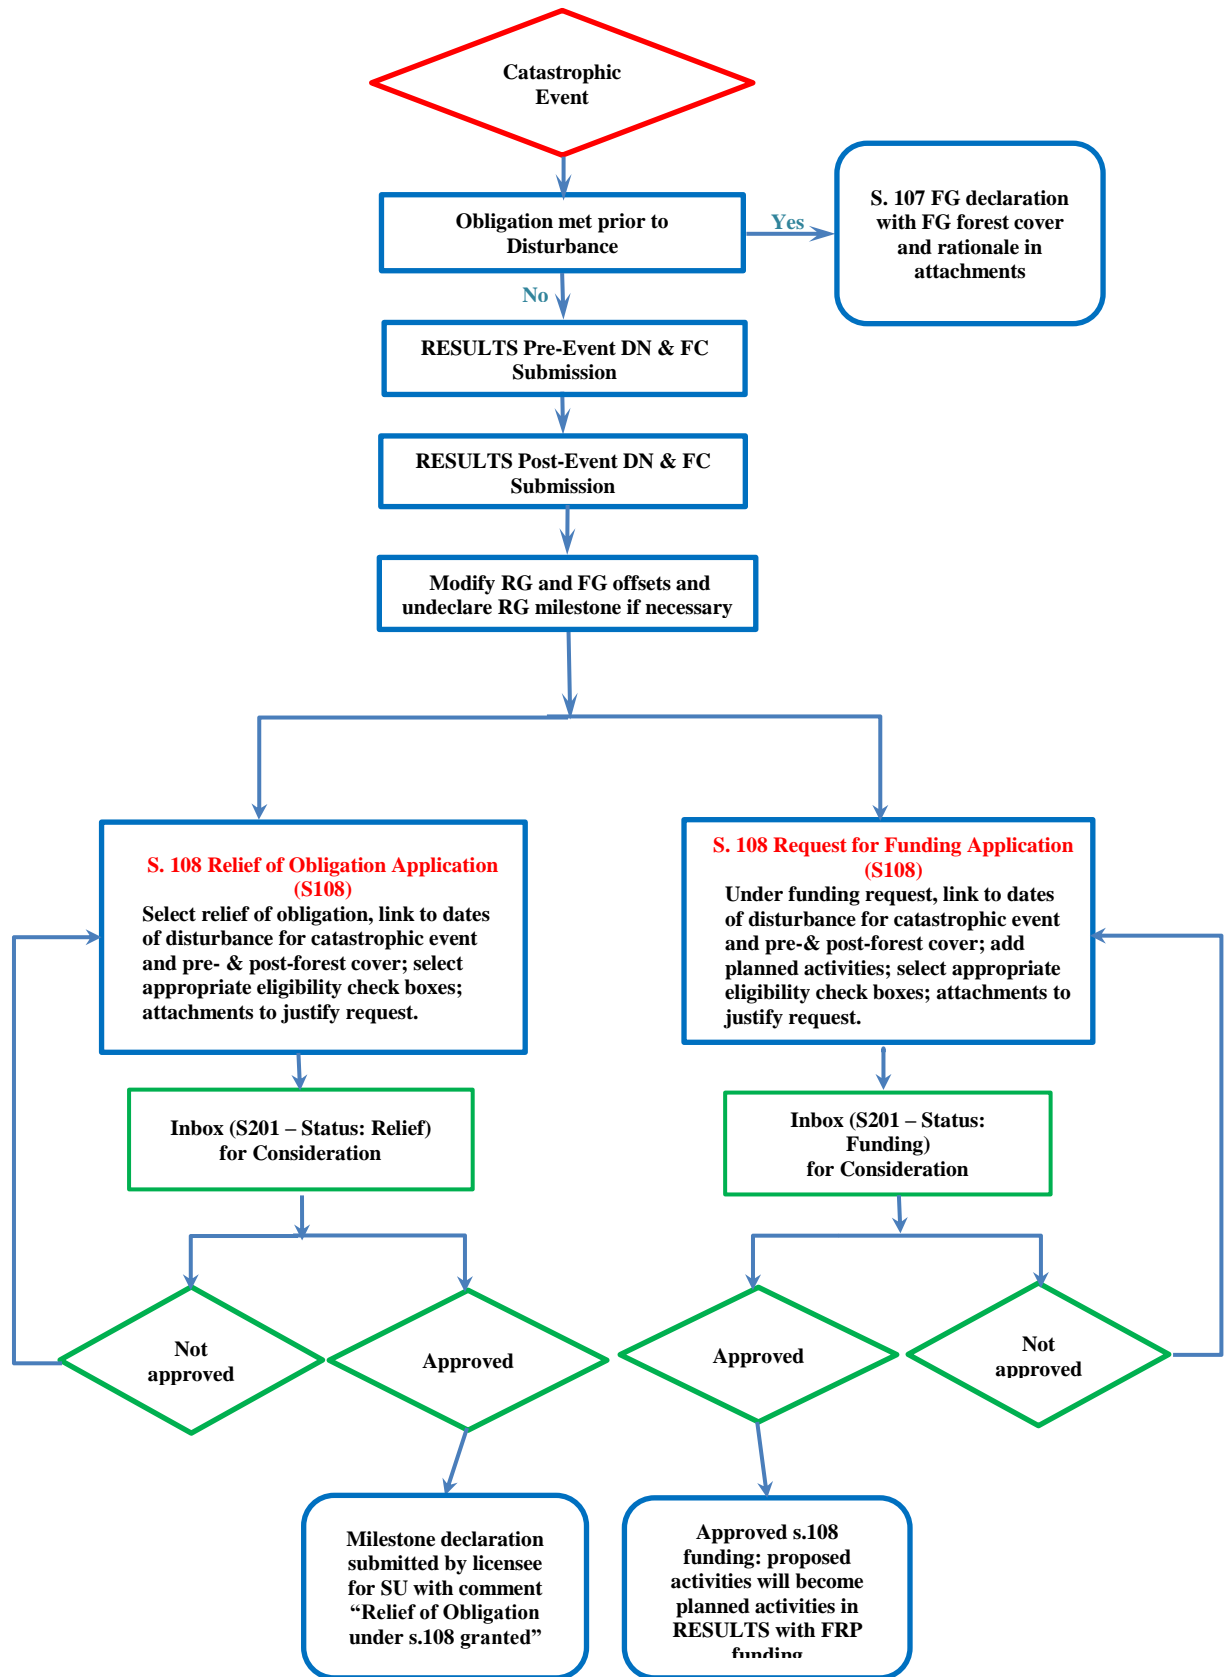 Catastrophic
Event
S. 107 FG declaration
with FG forest cover
and rationale in
attachments
Obligation met prior to
Disturbance
Yes
No
RESULTS Pre-Event DN & FC
Submission
RESULTS Post-Event DN & FC
Submission
Modify RG and FG offsets and
undeclare RG milestone if necessary
S. 108 Relief of Obligation Application
(S108)
Select relief of obligation, link to dates
of disturbance for catastrophic event
and pre- & post-forest cover; select
appropriate eligibility check boxes;
attachments to justify request.
S. 108 Request for Funding Application
(S108)
Under funding request, link to dates
of disturbance for catastrophic event
and pre-& post-forest cover; add
planned activities; select appropriate
eligibility check boxes; attachments to
justify request.
Inbox (S201 – Status: Relief)
for Consideration
Inbox (S201 – Status:
Funding)
for Consideration
Not
approved
Approved
Approved
Not
approved
Milestone declaration
submitted by licensee
for SU with comment
“Relief of Obligation
under s.108 granted”
Approved s.108
funding: proposed
activities will become
planned activities in
RESULTS with FRP
funding